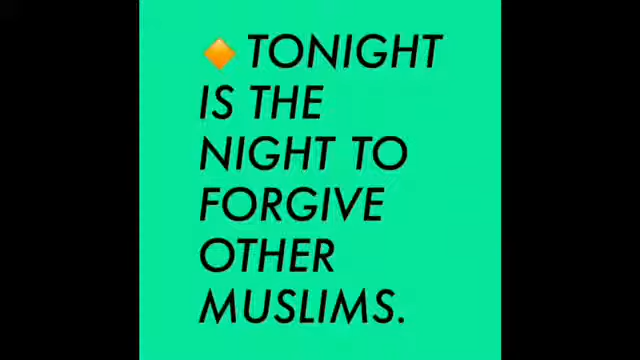 🔸 TONIGHT
IS THE
NIGHT TO
FORGIVE
OTHER
MUSLIMS.